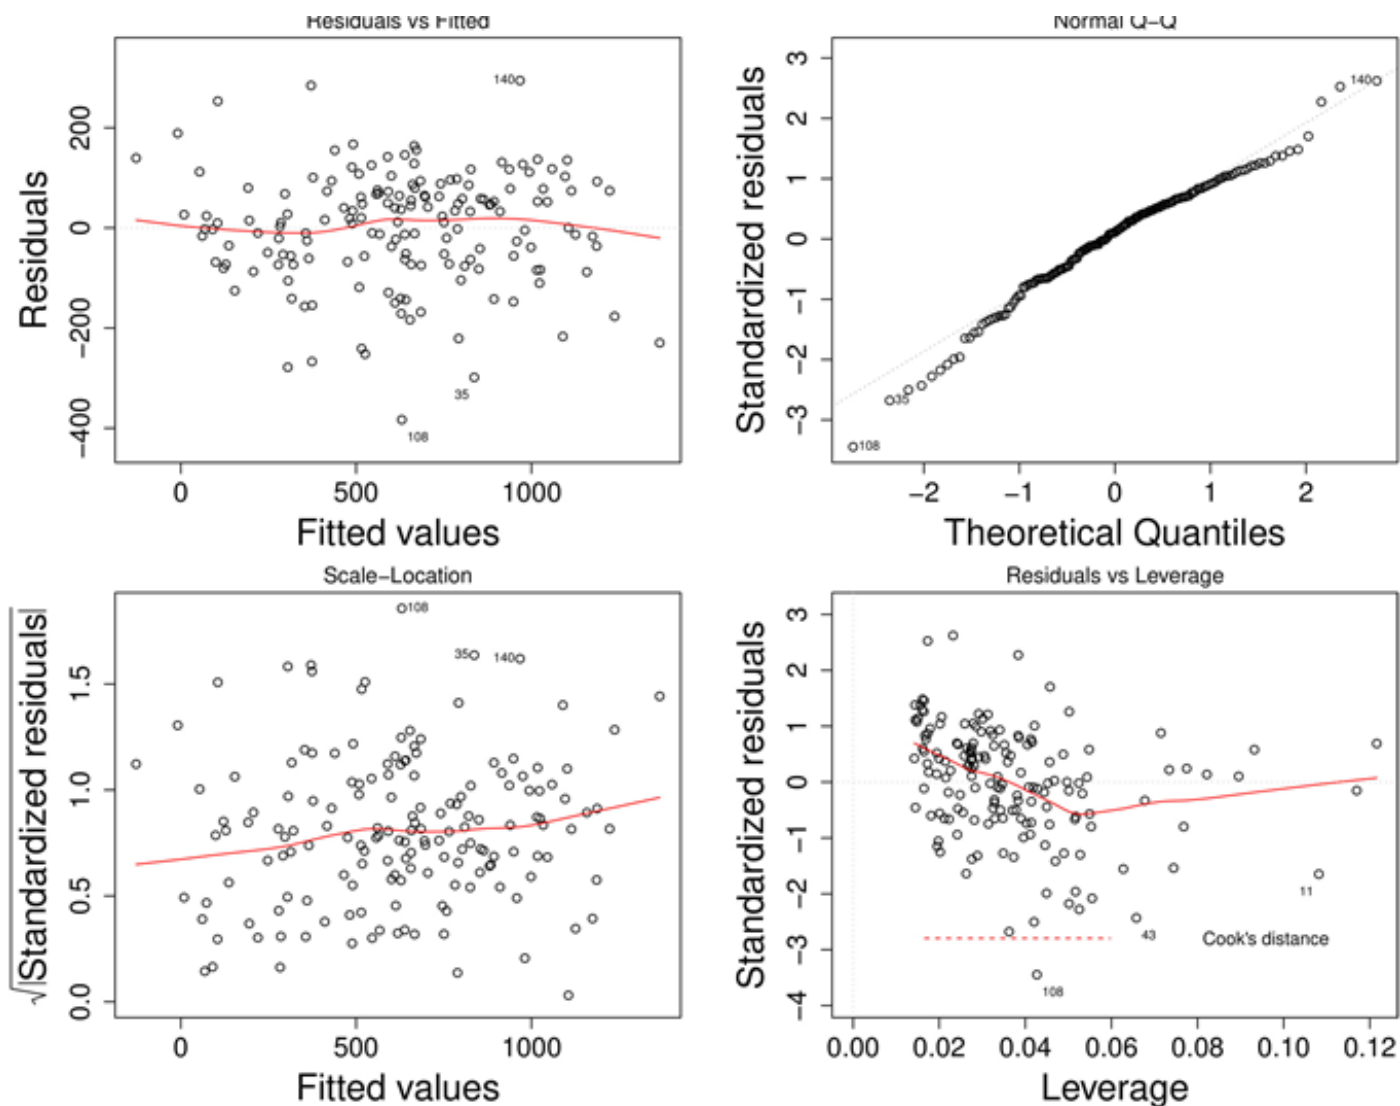 Residuals vs Fitted
Residuals
200
0
−200
−400
140
35
108
0 500 1000
Fitted values
Normal Q−Q
Standardized residuals
3
2
1
0
−1
−2
−3
140
35
108
−2 −1 0 1 2
Theoretical Quantiles
Scale−Location
√|Standardized residuals|
1.5
1.0
0.5
0.0
108
35
140
0 500 1000
Fitted values
Residuals vs Leverage
Standardized residuals
3
2
1
0
−1
−2
−3
−4
11
43
Cook's distance
108
0.00 0.02 0.04 0.06 0.08 0.10 0.12
Leverage